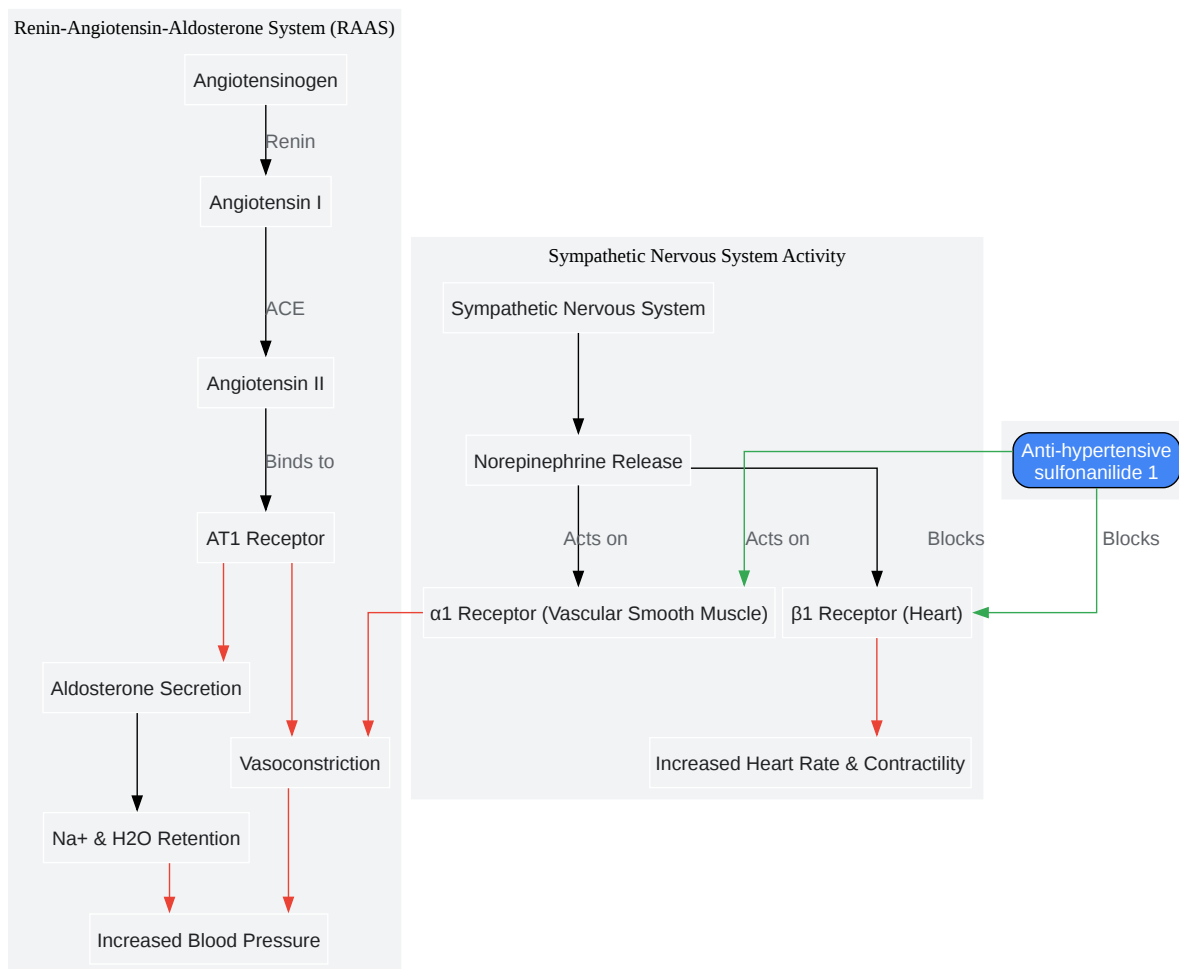 Renin-Angiotensin-Aldosterone System (RAAS)
Angiotensinogen
Renin
Angiotensin I
ACE
Angiotensin II
Binds to
AT1 Receptor
Aldosterone Secretion
Vasoconstriction
Na+ & H2O Retention
Increased Blood Pressure
Sympathetic Nervous System Activity
Sympathetic Nervous System
Norepinephrine Release
Acts on
Acts on
Blocks
Blocks
α1 Receptor (Vascular Smooth Muscle)
β1 Receptor (Heart)
Increased Heart Rate & Contractility
Anti-hypertensive
sulfonanilide 1